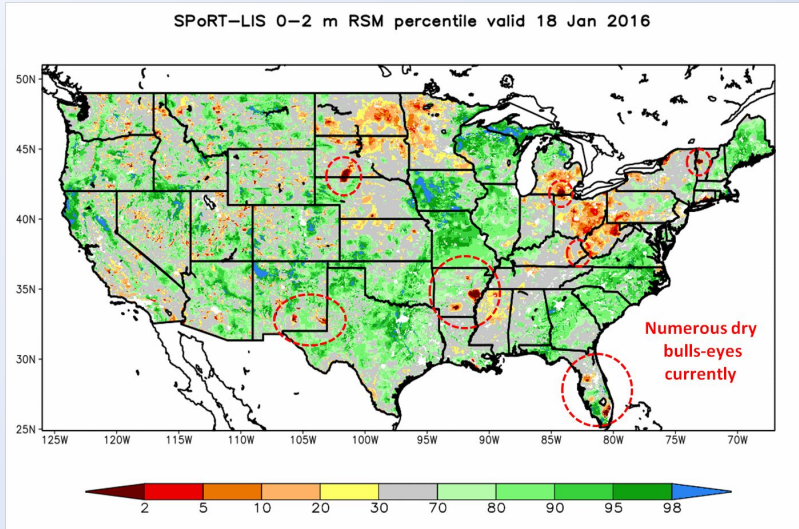 SPoRT-LIS 0-2 m RSM percentile valid 18 Jan 2016
50N
45N
40N
35N
30N
25N
Numerous dry
bulls-eyes
currently
125W 120W 115W 110W 105W 100W 95W 90W 85W 80W 75W 70W
2 5 10 20 30 70 80 90 95 98